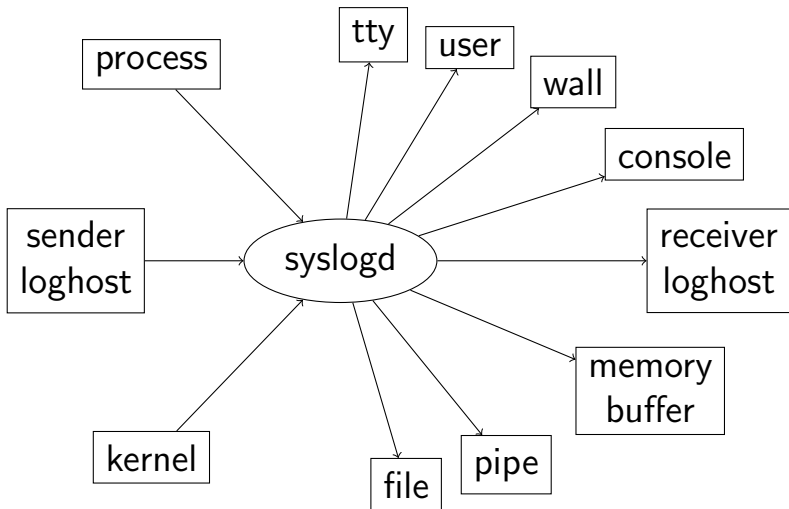 tty
user
process
wall
console
sender
loghost
syslogd
receiver
loghost
memory
buffer
kernel
pipe
file